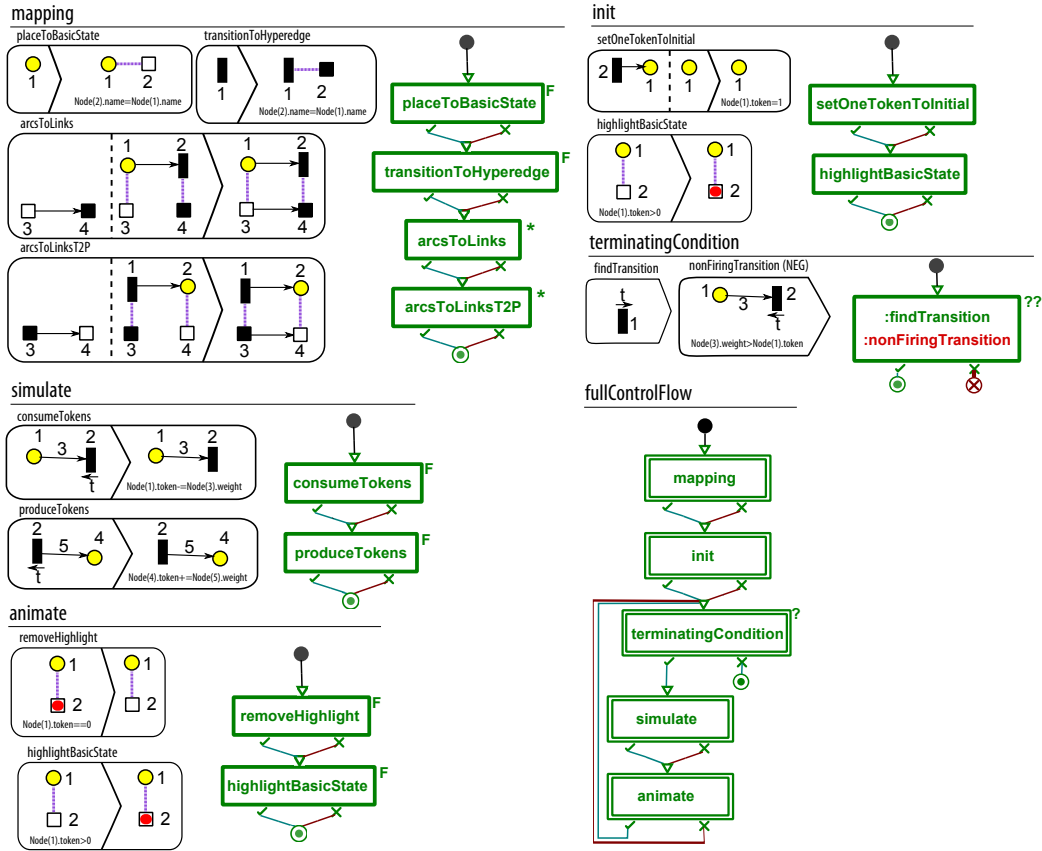 mapping
placeToBasicState
1
1 2
Node(2).name=Node(1).name
transitionToHyperedge
1
1 2
Node(2).name=Node(1).name
arcsToLinks
3 4
1 2
3 4
1 2
3 4
arcsToLinksT2P
3 4
1 2
3 4
1 2
3 4
placeToBasicState F
transitionToHyperedge F
arcsToLinks *
arcsToLinksT2P *
init
setOneTokenToInitial
2 1
1
1
Node(1).token=1
highlightBasicState
1
2
Node(1).token>0
1
2
setOneTokenToInitial
highlightBasicState
terminatingCondition
findTransition
t
1
nonFiringTransition (NEG)
1 3 2
t
Node(3).weight>Node(1).token
:findTransition ??
:nonFiringTransition
simulate
consumeTokens
1 3 2
t
1 3 2
Node(1).token-=Node(3).weight
produceTokens
2 5 4
t
2 5 4
Node(4).token+=Node(5).weight
consumeTokens F
produceTokens F
animate
removeHighlight
1
2
Node(1).token==0
1
2
highlightBasicState
1
2
Node(1).token>0
1
2
removeHighlight F
highlightBasicState F
fullControlFlow
mapping
init
terminatingCondition ?
simulate
animate